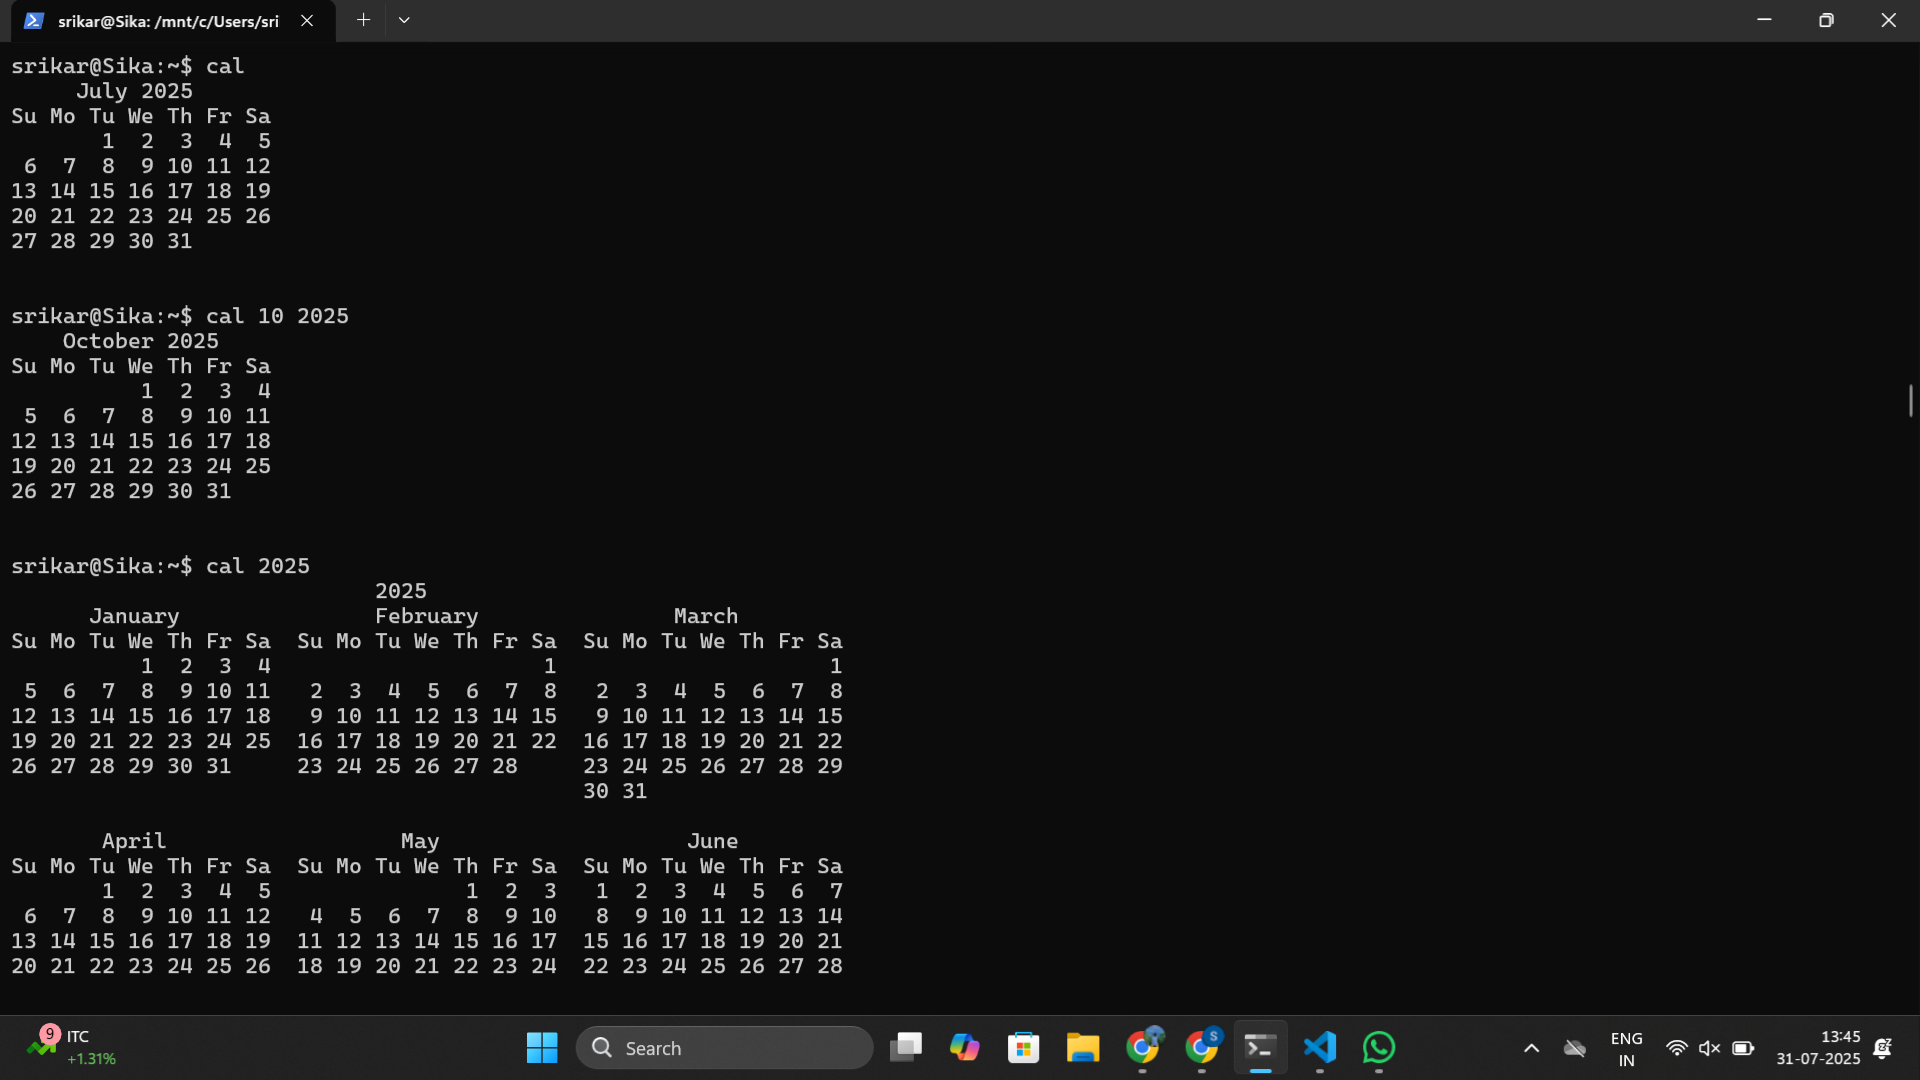 srikar@Sika: /mnt/c/Users/sri
srikar@Sika:~$ cal
     July 2025
Su Mo Tu We Th Fr Sa
       1  2  3  4  5
 6  7  8  9 10 11 12
13 14 15 16 17 18 19
20 21 22 23 24 25 26
27 28 29 30 31
srikar@Sika:~$ cal 10 2025
    October 2025
Su Mo Tu We Th Fr Sa
          1  2  3  4
 5  6  7  8  9 10 11
12 13 14 15 16 17 18
19 20 21 22 23 24 25
26 27 28 29 30 31
srikar@Sika:~$ cal 2025
                            2025
      January               February               March
Su Mo Tu We Th Fr Sa  Su Mo Tu We Th Fr Sa  Su Mo Tu We Th Fr Sa
          1  2  3  4                     1                     1
 5  6  7  8  9 10 11   2  3  4  5  6  7  8   2  3  4  5  6  7  8
12 13 14 15 16 17 18   9 10 11 12 13 14 15   9 10 11 12 13 14 15
19 20 21 22 23 24 25  16 17 18 19 20 21 22  16 17 18 19 20 21 22
26 27 28 29 30 31     23 24 25 26 27 28     23 24 25 26 27 28 29
                                            30 31
       April                  May                   June
Su Mo Tu We Th Fr Sa  Su Mo Tu We Th Fr Sa  Su Mo Tu We Th Fr Sa
       1  2  3  4  5               1  2  3   1  2  3  4  5  6  7
 6  7  8  9 10 11 12   4  5  6  7  8  9 10   8  9 10 11 12 13 14
13 14 15 16 17 18 19  11 12 13 14 15 16 17  15 16 17 18 19 20 21
20 21 22 23 24 25 26  18 19 20 21 22 23 24  22 23 24 25 26 27 28
9 ITC
+1.31%
Search
S
ENG
IN
13:45
31-07-2025